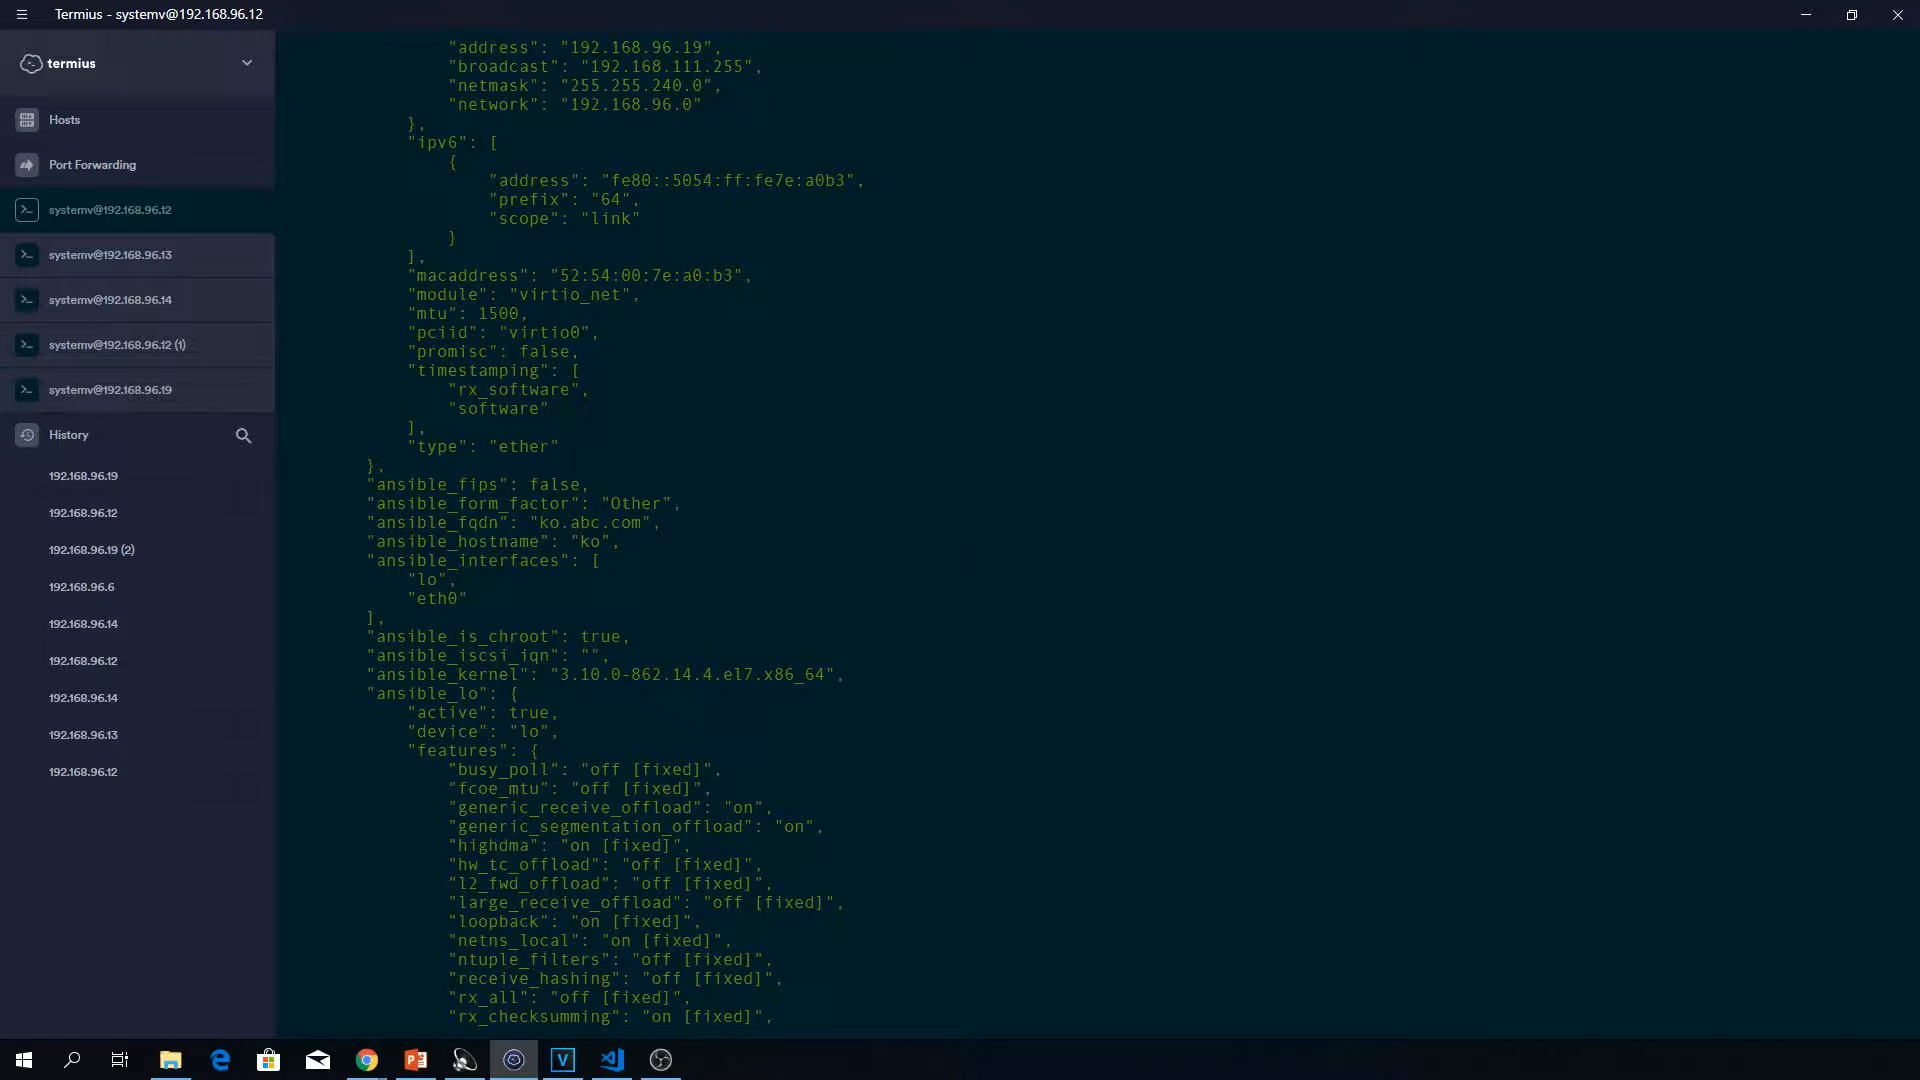 Termius - systemv@192.168.96.12
termius
Hosts
Port Forwarding
systemv@192.168.96.12
systemv@192.168.96.13
systemv@192.168.96.14
systemv@192.168.96.12 (1)
systemv@192.168.96.19
History
192.168.96.19
192.168.96.12
192.168.96.19 (2)
192.168.96.6
192.168.96.14
192.168.96.12
192.168.96.14
192.168.96.13
192.168.96.12
"address": "192.168.96.19",
"broadcast": "192.168.111.255",
"netmask": "255.255.240.0",
"network": "192.168.96.0"
},
"ipv6": [
{
"address": "fe80::5054:ff:fe7e:a0b3",
"prefix": "64",
"scope": "link"
}
],
"macaddress": "52:54:00:7e:a0:b3",
"module": "virtio_net",
"mtu": 1500,
"pciid": "virtio0",
"promisc": false,
"timestamping": [
"rx_software",
"software"
],
"type": "ether"
},
"ansible_fips": false,
"ansible_form_factor": "Other",
"ansible_fqdn": "ko.abc.com",
"ansible_hostname": "ko",
"ansible_interfaces": [
"lo",
"eth0"
],
"ansible_is_chroot": true,
"ansible_iscsi_iqn": "",
"ansible_kernel": "3.10.0-862.14.4.el7.x86_64",
"ansible_lo": {
"active": true,
"device": "lo",
"features": {
"busy_poll": "off [fixed]",
"fcoe_mtu": "off [fixed]",
"generic_receive_offload": "on",
"generic_segmentation_offload": "on",
"highdma": "on [fixed]",
"hw_tc_offload": "off [fixed]",
"l2_fwd_offload": "off [fixed]",
"large_receive_offload": "off [fixed]",
"loopback": "on [fixed]",
"netns_local": "on [fixed]",
"ntuple_filters": "off [fixed]",
"receive_hashing": "off [fixed]",
"rx_all": "off [fixed]",
"rx_checksumming": "on [fixed]",